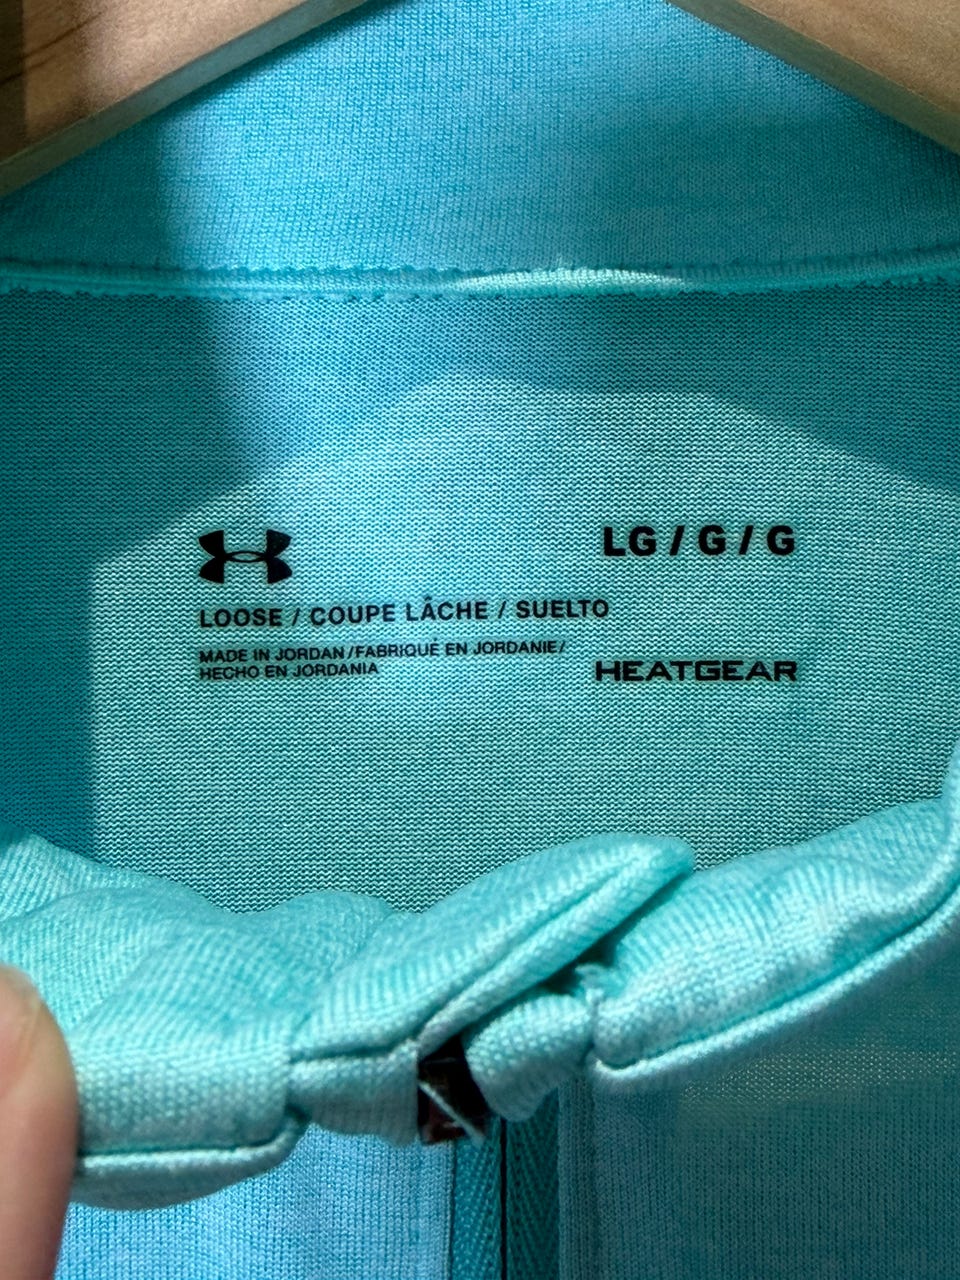 LG / G / G
LOOSE / COUPE LÂCHE / SUELTO
MADE IN JORDAN / FABRIQUÉ EN JORDANIE /
HECHO EN JORDANIA
HEATGEAR